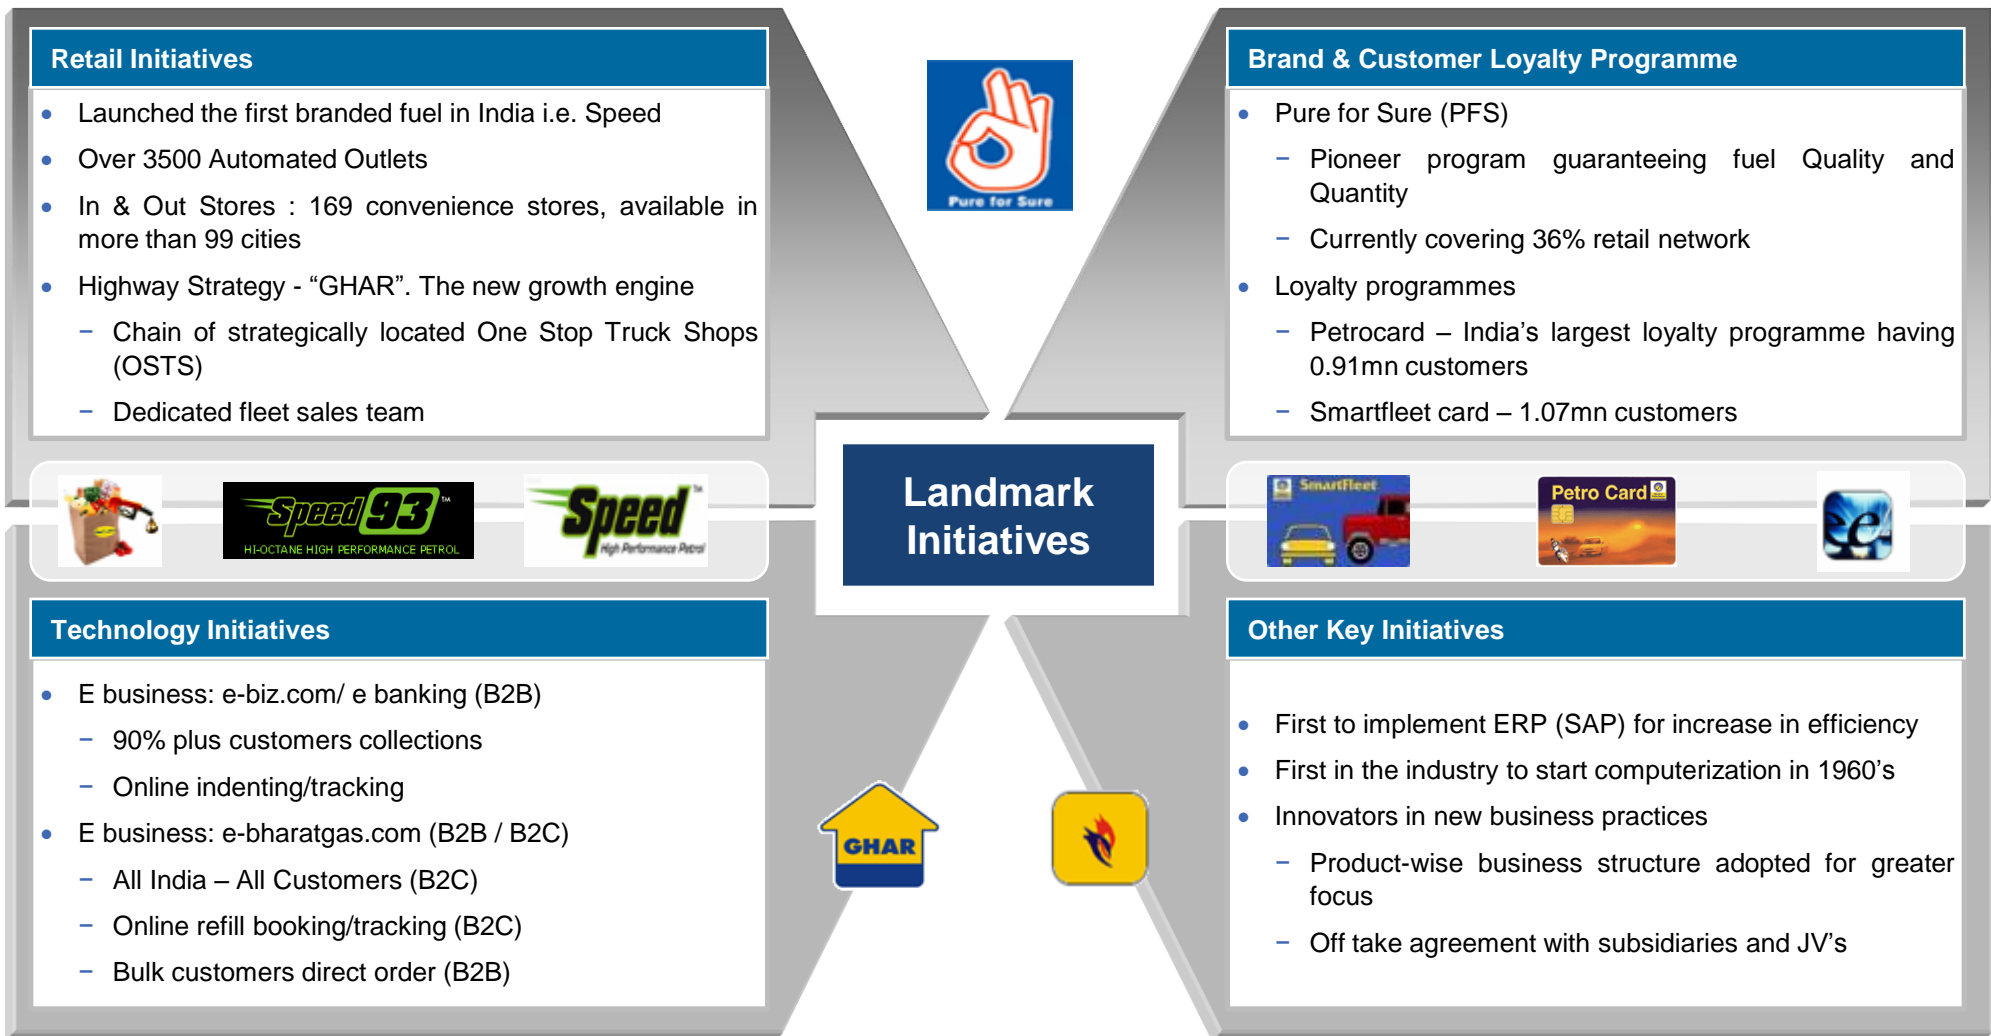 Retail Initiatives
• Launched the first branded fuel in India i.e. Speed
• Over 3500 Automated Outlets
• In & Out Stores : 169 convenience stores, available in
more than 99 cities
• Highway Strategy - “GHAR”. The new growth engine
− Chain of strategically located One Stop Truck Shops
(OSTS)
− Dedicated fleet sales team
Pure for Sure
Brand & Customer Loyalty Programme
• Pure for Sure (PFS)
− Pioneer program guaranteeing fuel Quality and
Quantity
− Currently covering 36% retail network
• Loyalty programmes
− Petrocard – India’s largest loyalty programme having
0.91mn customers
− Smartfleet card – 1.07mn customers
Speed 93 ™
HI-OCTANE HIGH PERFORMANCE PETROL
Speed ™
High Performance Petrol
Landmark
Initiatives
SmartFleet
Petro Card
e
Technology Initiatives
• E business: e-biz.com/ e banking (B2B)
− 90% plus customers collections
− Online indenting/tracking
• E business: e-bharatgas.com (B2B / B2C)
− All India – All Customers (B2C)
− Online refill booking/tracking (B2C)
− Bulk customers direct order (B2B)
GHAR
Other Key Initiatives
• First to implement ERP (SAP) for increase in efficiency
• First in the industry to start computerization in 1960’s
• Innovators in new business practices
− Product-wise business structure adopted for greater
focus
− Off take agreement with subsidiaries and JV’s